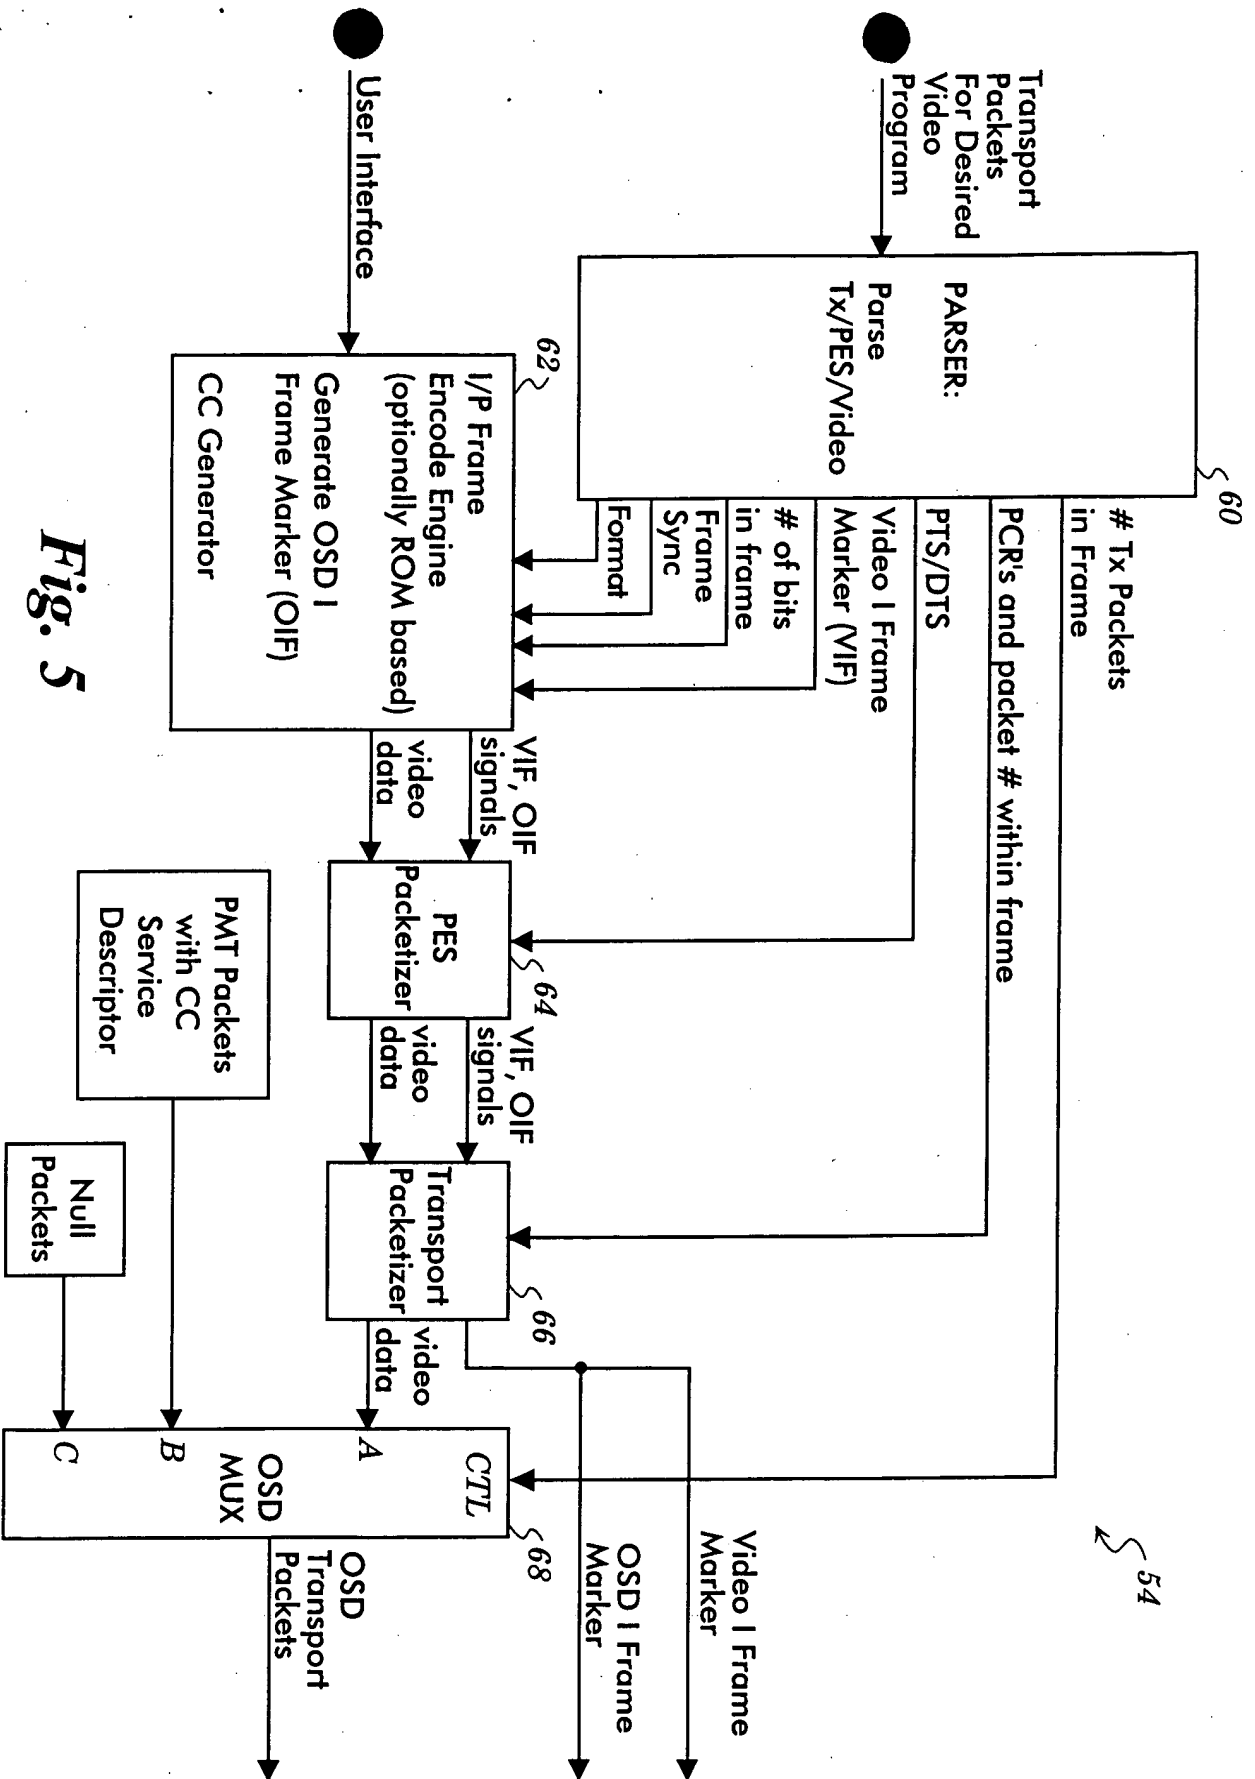 54
Transport
Packets
For Desired
Video
Program
PARSER:
Parse
Tx/PES/Video
60
# Tx Packets
in Frame
PCR's and packet # within frame
PTS/DTS
Video I Frame
Marker (VIF)
# of bits
in frame
Frame
Sync
Format
User Interface
62
I/P Frame
Encode Engine
(optionally ROM based)
Generate OSD I
Frame Marker (OIF)
CC Generator
VIF, OIF
signals
video
data
PES
Packetizer
64
VIF, OIF
signals
video
data
Transport
Packetizer
66
video
data
Video I Frame
Marker
OSD I Frame
Marker
PMT Packets
with CC
Service
Descriptor
Null
Packets
CTL
A
B
C
OSD
MUX
68
OSD
Transport
Packets
Fig. 5